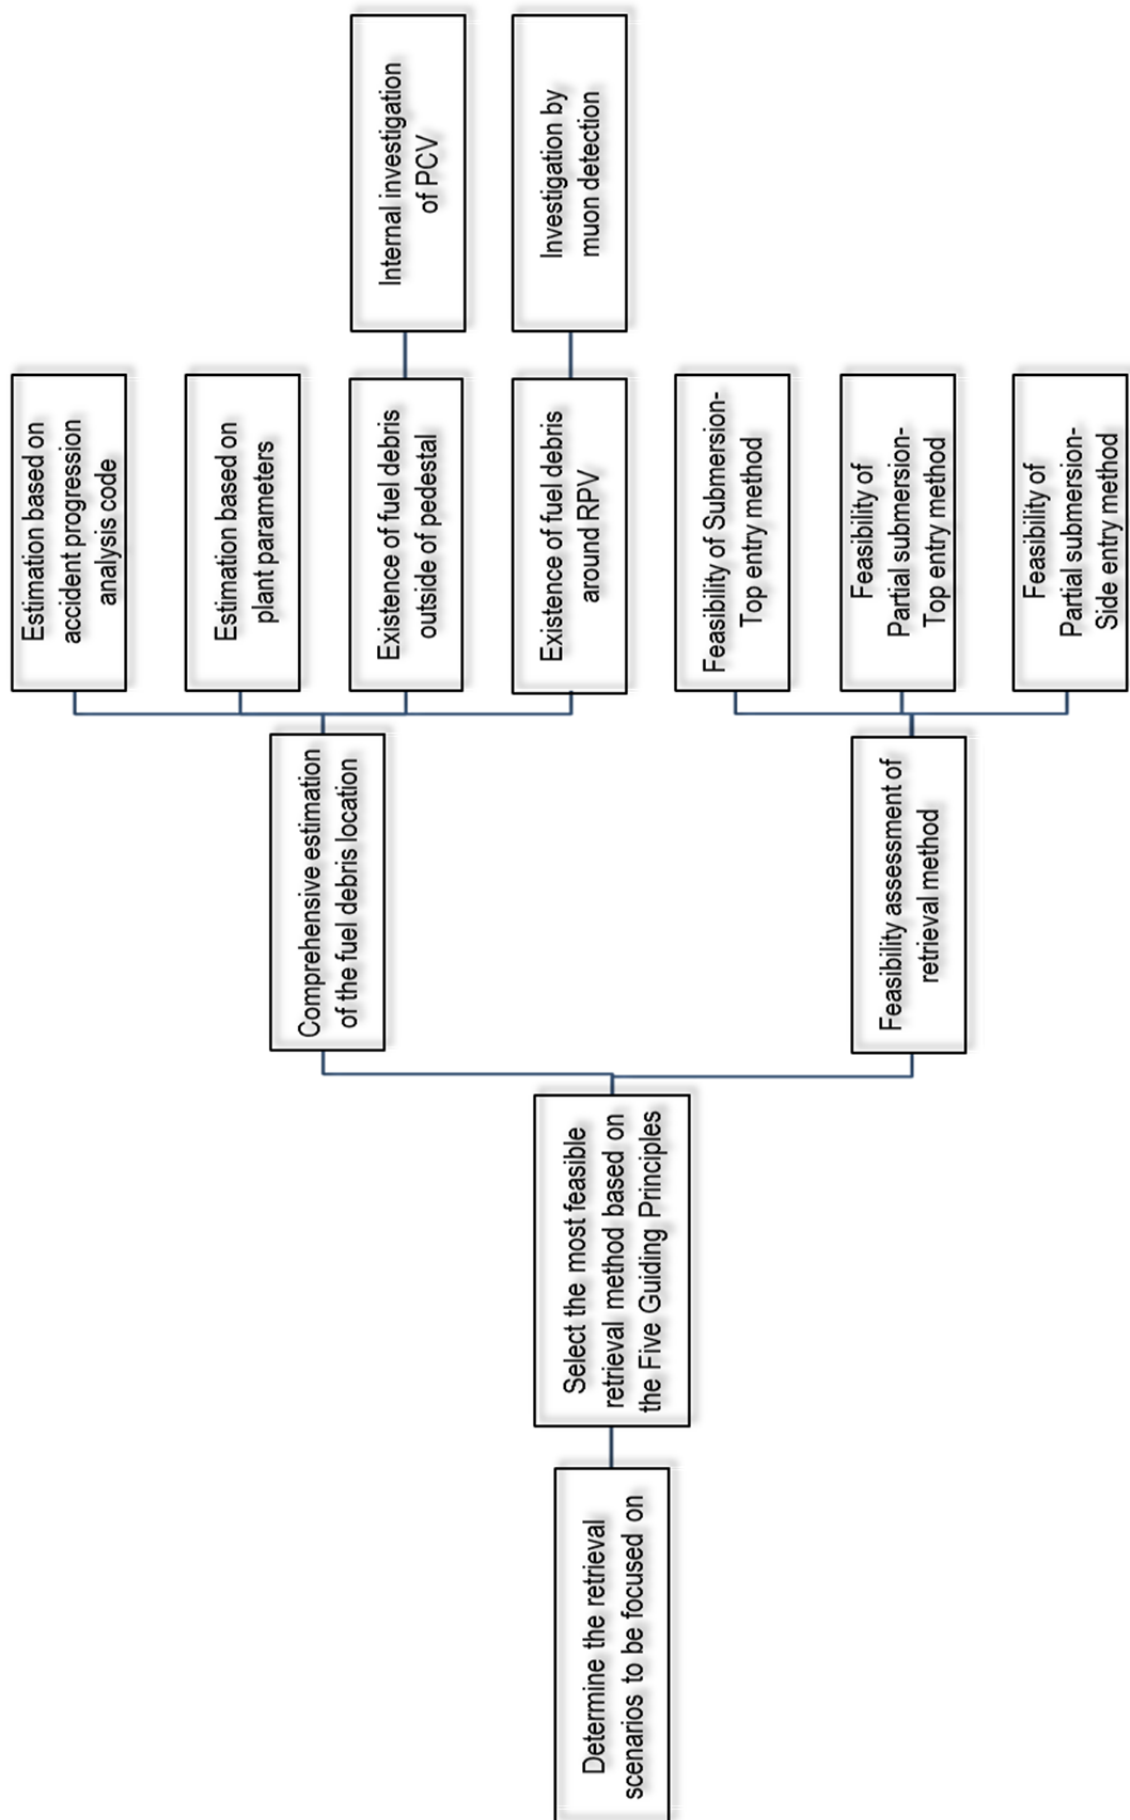 Determine the retrieval
scenarios to be focused on
Select the most feasible
retrieval method based on
the Five Guiding Principles
Comprehensive estimation
of the fuel debris location
Estimation based on
accident progression
analysis code
Estimation based on
plant parameters
Existence of fuel debris
outside of pedestal
Internal investigation
of PCV
Existence of fuel debris
around RPV
Investigation by
muon detection
Feasibility assessment of
retrieval method
Feasibility of Submersion-
Top entry method
Feasibility of
Partial submersion-
Top entry method
Feasibility of
Partial submersion-
Side entry method